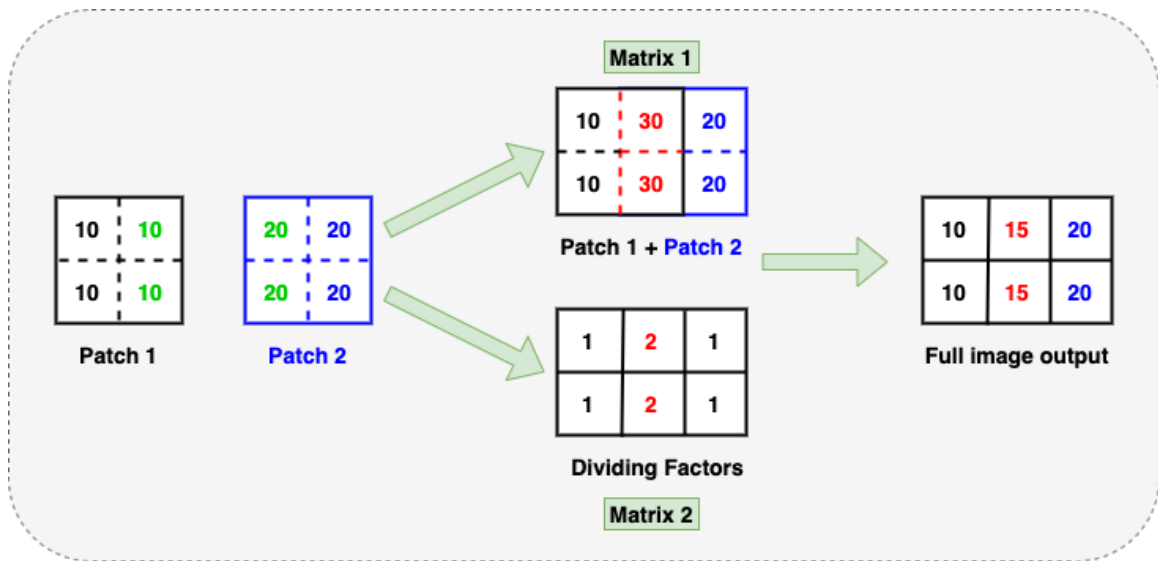 Matrix 1
10 30 20
10 30 20
Patch 1 + Patch 2
10 10
10 10
Patch 1
20 20
20 20
Patch 2
1 2 1
1 2 1
Dividing Factors
Matrix 2
10 15 20
10 15 20
Full image output